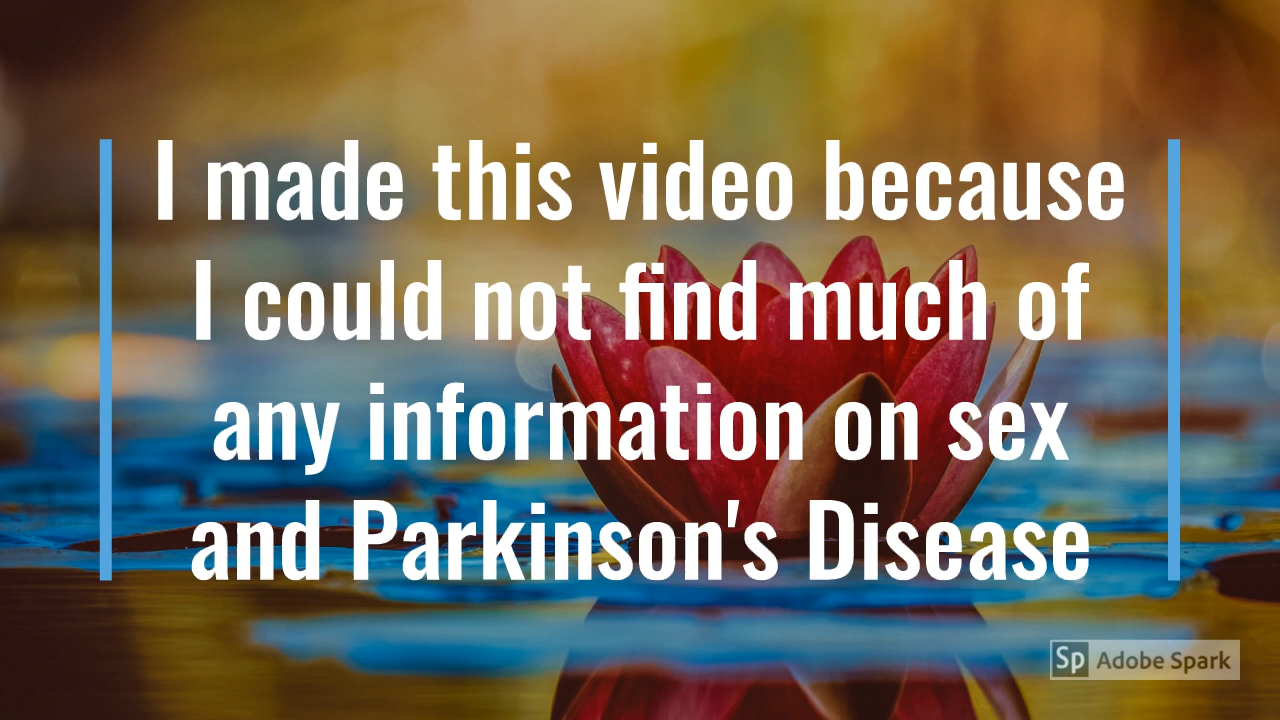 I made this video because
I could not find much of
any information on sex
and Parkinson's Disease
Sp Adobe Spark